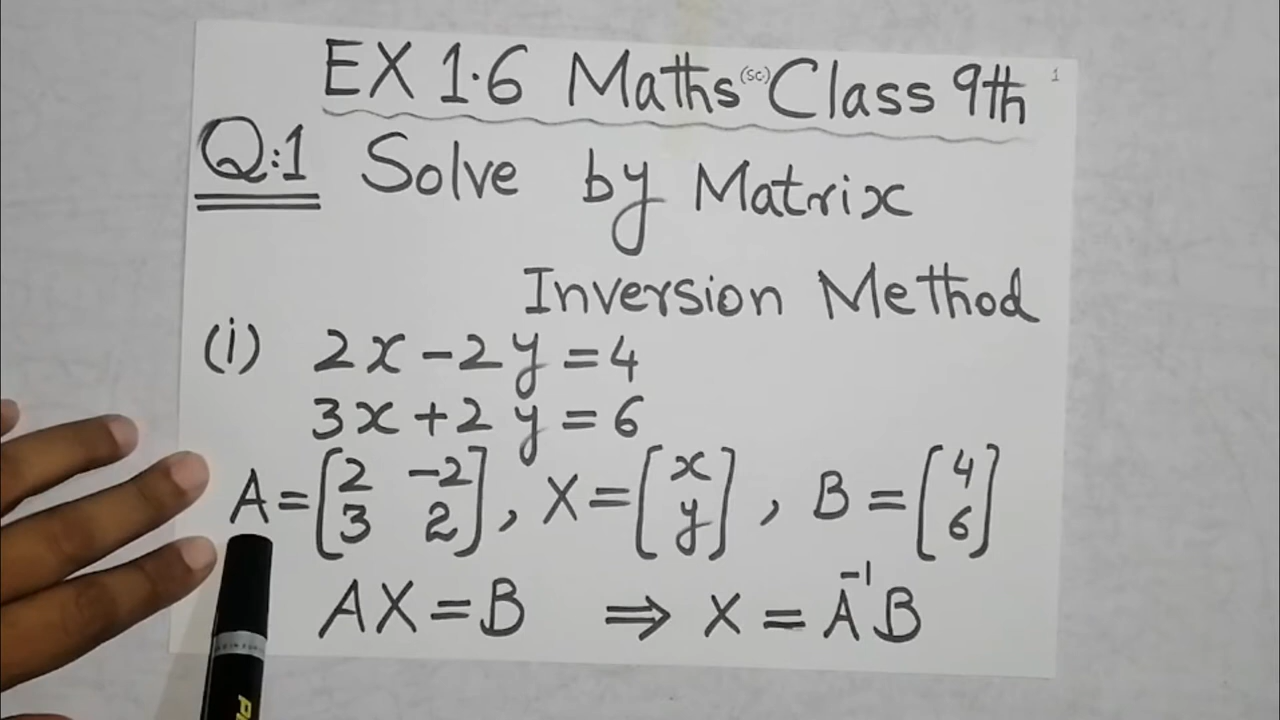 EX 1.6 Maths (SC) Class 9th 1
Q:1 Solve by Matrix
Inversion Method
(i) 2x - 2y = 4
3x + 2y = 6
A = [2 -2; 3 2], X = [x; y], B = [4; 6]
AX = B ⇒ X = A⁻¹B